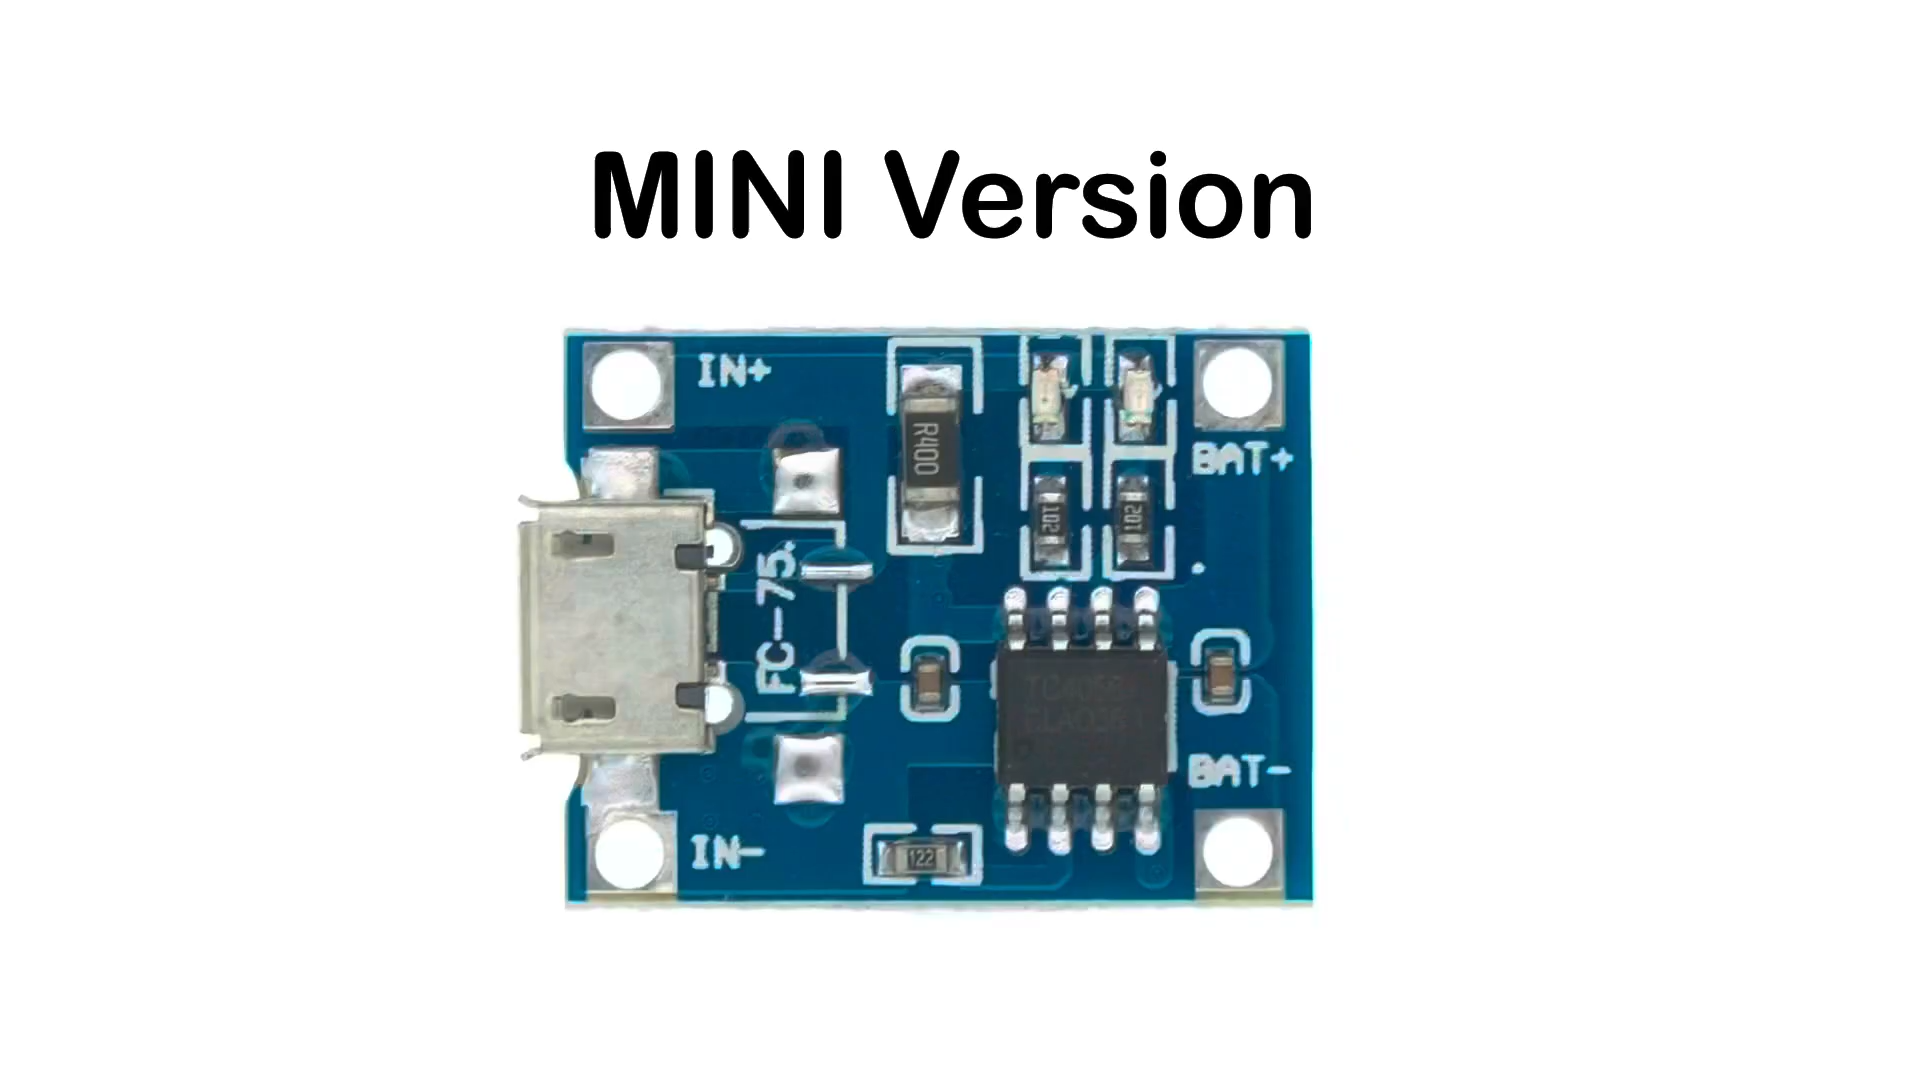 MINI Version
IN+
R400
BAT+
102
102
FC-75.
BAT-
IN-
122